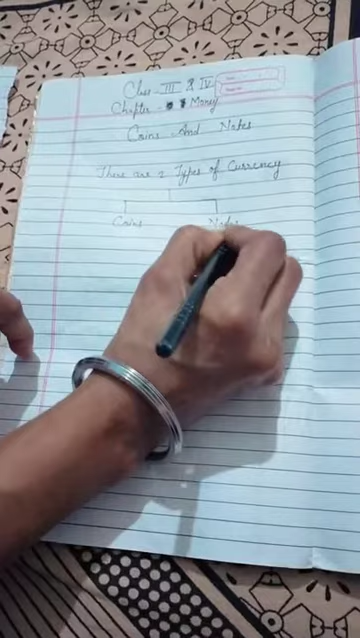 Class - III & IV
Chapter - Money
Coins And Notes
There are 2 Types of Currency
Coins Notes